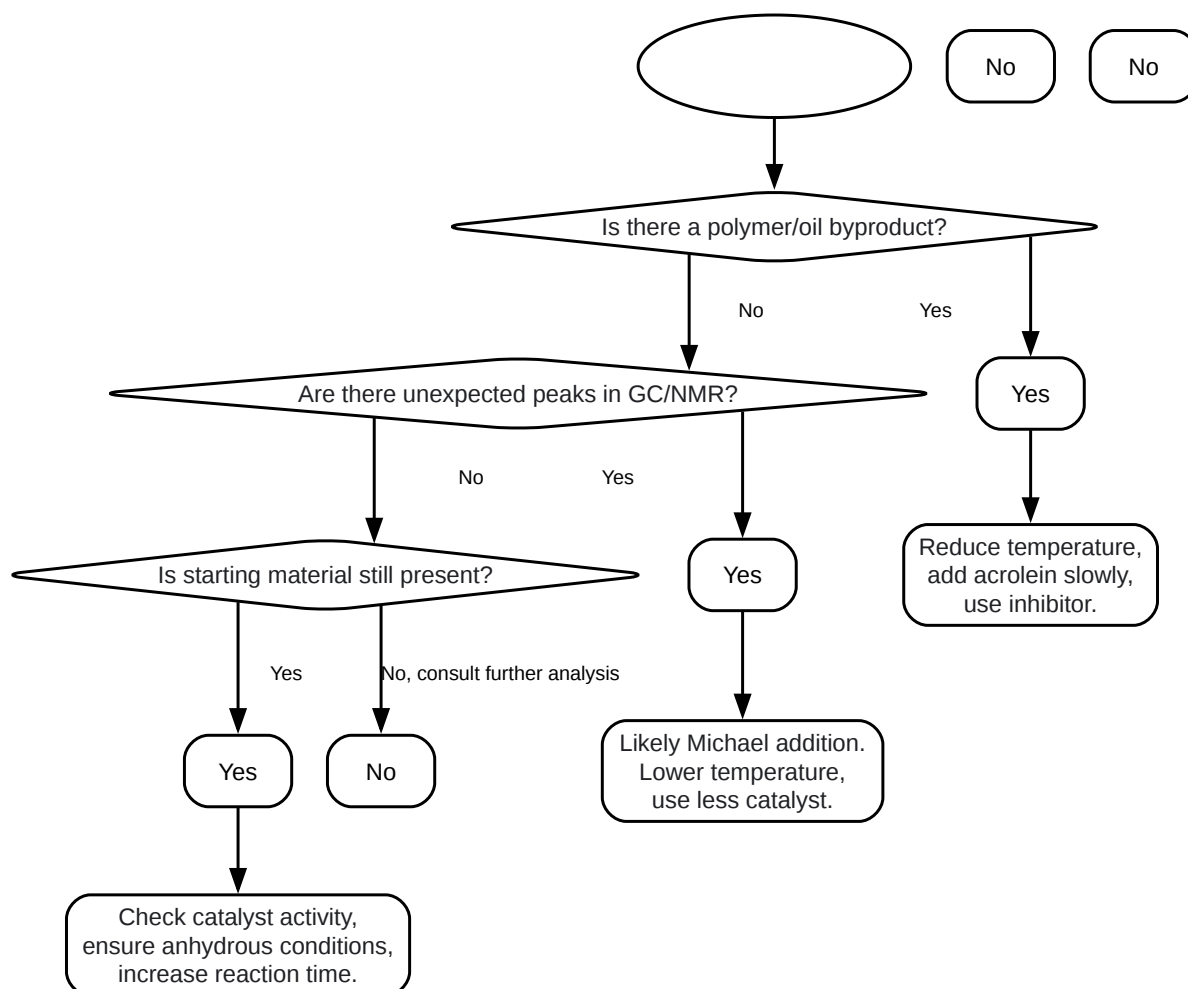 No
No
Is there a polymer/oil byproduct?
No
Yes
Are there unexpected peaks in GC/NMR?
Yes
No
Yes
Reduce temperature,
add acrolein slowly,
use inhibitor.
Is starting material still present?
Yes
Yes
No, consult further analysis
Likely Michael addition.
Lower temperature,
use less catalyst.
Yes
No
Check catalyst activity,
ensure anhydrous conditions,
increase reaction time.